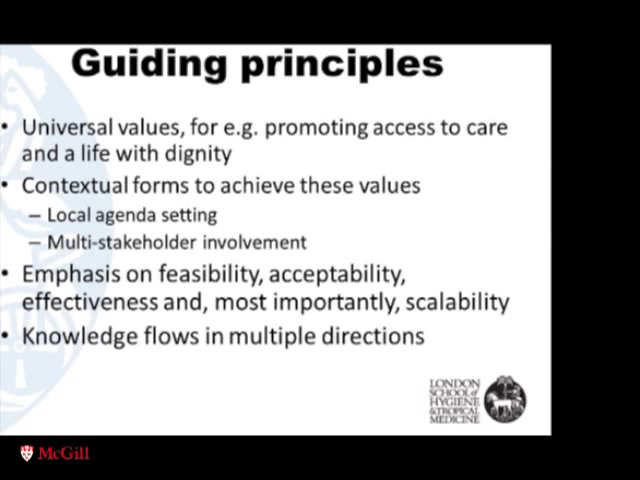 Guiding principles
• Universal values, for e.g. promoting access to care
and a life with dignity
• Contextual forms to achieve these values
– Local agenda setting
– Multi-stakeholder involvement
• Emphasis on feasibility, acceptability,
effectiveness and, most importantly, scalability
• Knowledge flows in multiple directions
LONDON
SCHOOL of
HYGIENE
& TROPICAL
MEDICINE
McGill